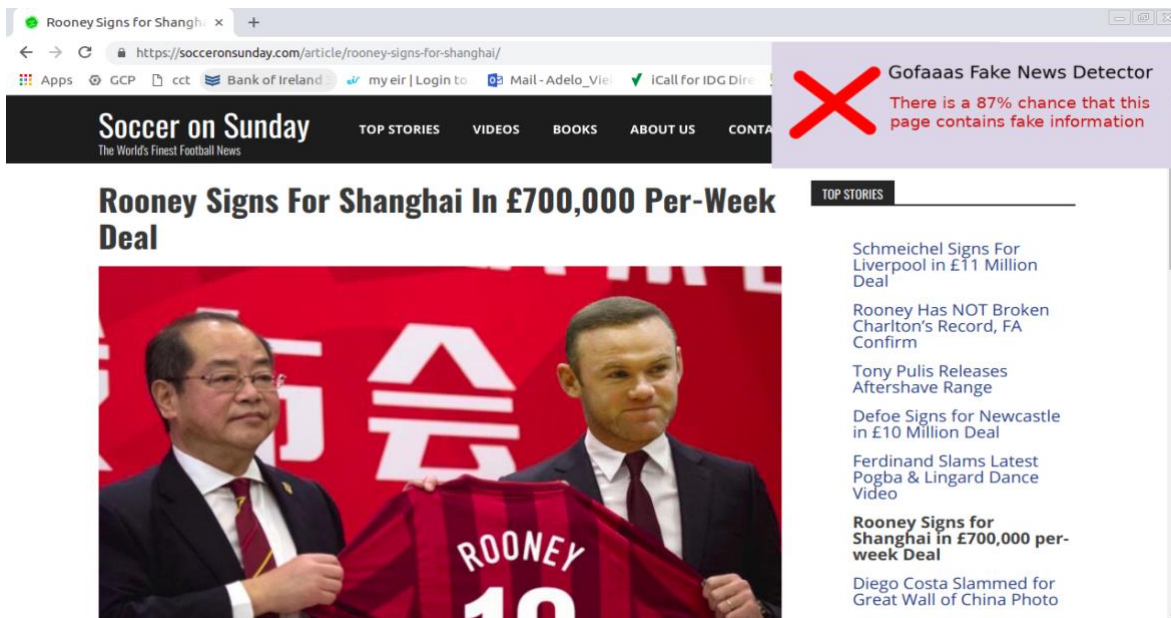 Rooney Signs for Shangh
https://socceronsunday.com/article/rooney-signs-for-shanghai/
Apps GCP cct Bank of Ireland my eir | Login to Mail - Adelo_Viei iCall for IDG Dire
Gofaaas Fake News Detector
There is a 87% chance that this
page contains fake information
Soccer on Sunday
The World's Finest Football News
TOP STORIES VIDEOS BOOKS ABOUT US CONTA
Rooney Signs For Shanghai In £700,000 Per-Week
Deal
布会
ROONEY
10
TOP STORIES
Schmeichel Signs For
Liverpool in £11 Million
Deal
Rooney Has NOT Broken
Charlton's Record, FA
Confirm
Tony Pulis Releases
Aftershave Range
Defoe Signs for Newcastle
in £10 Million Deal
Ferdinand Slams Latest
Pogba & Lingard Dance
Video
Rooney Signs for
Shanghai in £700,000 per-
week Deal
Diego Costa Slammed for
Great Wall of China Photo